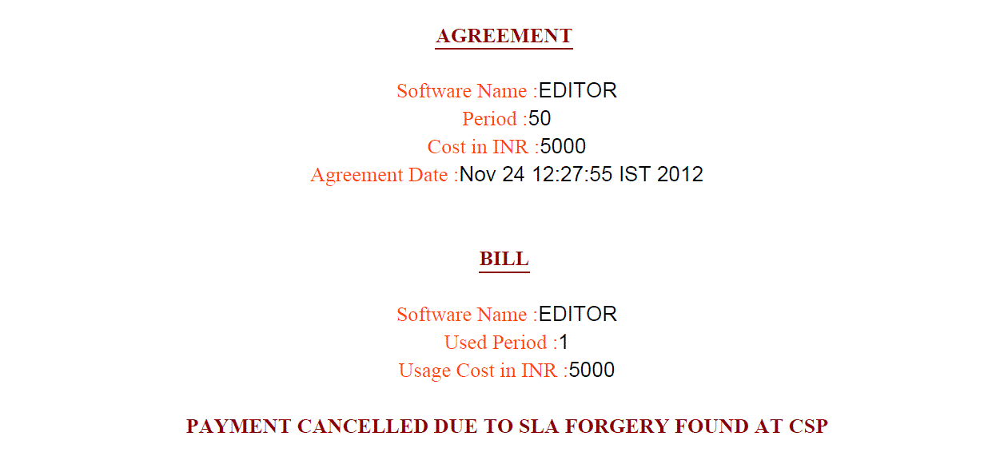 AGREEMENT
Software Name :EDITOR
Period :50
Cost in INR :5000
Agreement Date :Nov 24 12:27:55 IST 2012
BILL
Software Name :EDITOR
Used Period :1
Usage Cost in INR :5000
PAYMENT CANCELLED DUE TO SLA FORGERY FOUND AT CSP